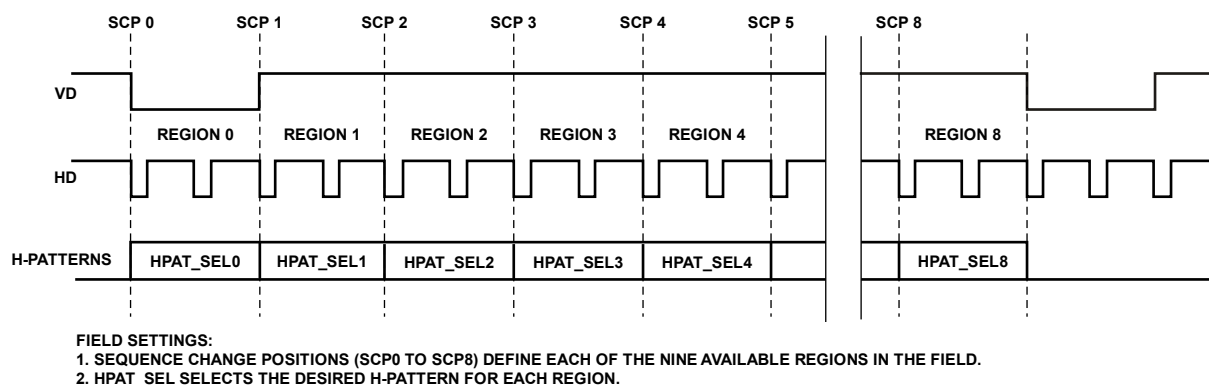 SCP 0 SCP 1 SCP 2 SCP 3 SCP 4 SCP 5 SCP 8
VD
REGION 0 REGION 1 REGION 2 REGION 3 REGION 4 REGION 8
HD
H-PATTERNS HPAT_SEL0 HPAT_SEL1 HPAT_SEL2 HPAT_SEL3 HPAT_SEL4 HPAT_SEL8
FIELD SETTINGS:
1. SEQUENCE CHANGE POSITIONS (SCP0 TO SCP8) DEFINE EACH OF THE NINE AVAILABLE REGIONS IN THE FIELD.
2. HPAT_SEL SELECTS THE DESIRED H-PATTERN FOR EACH REGION.